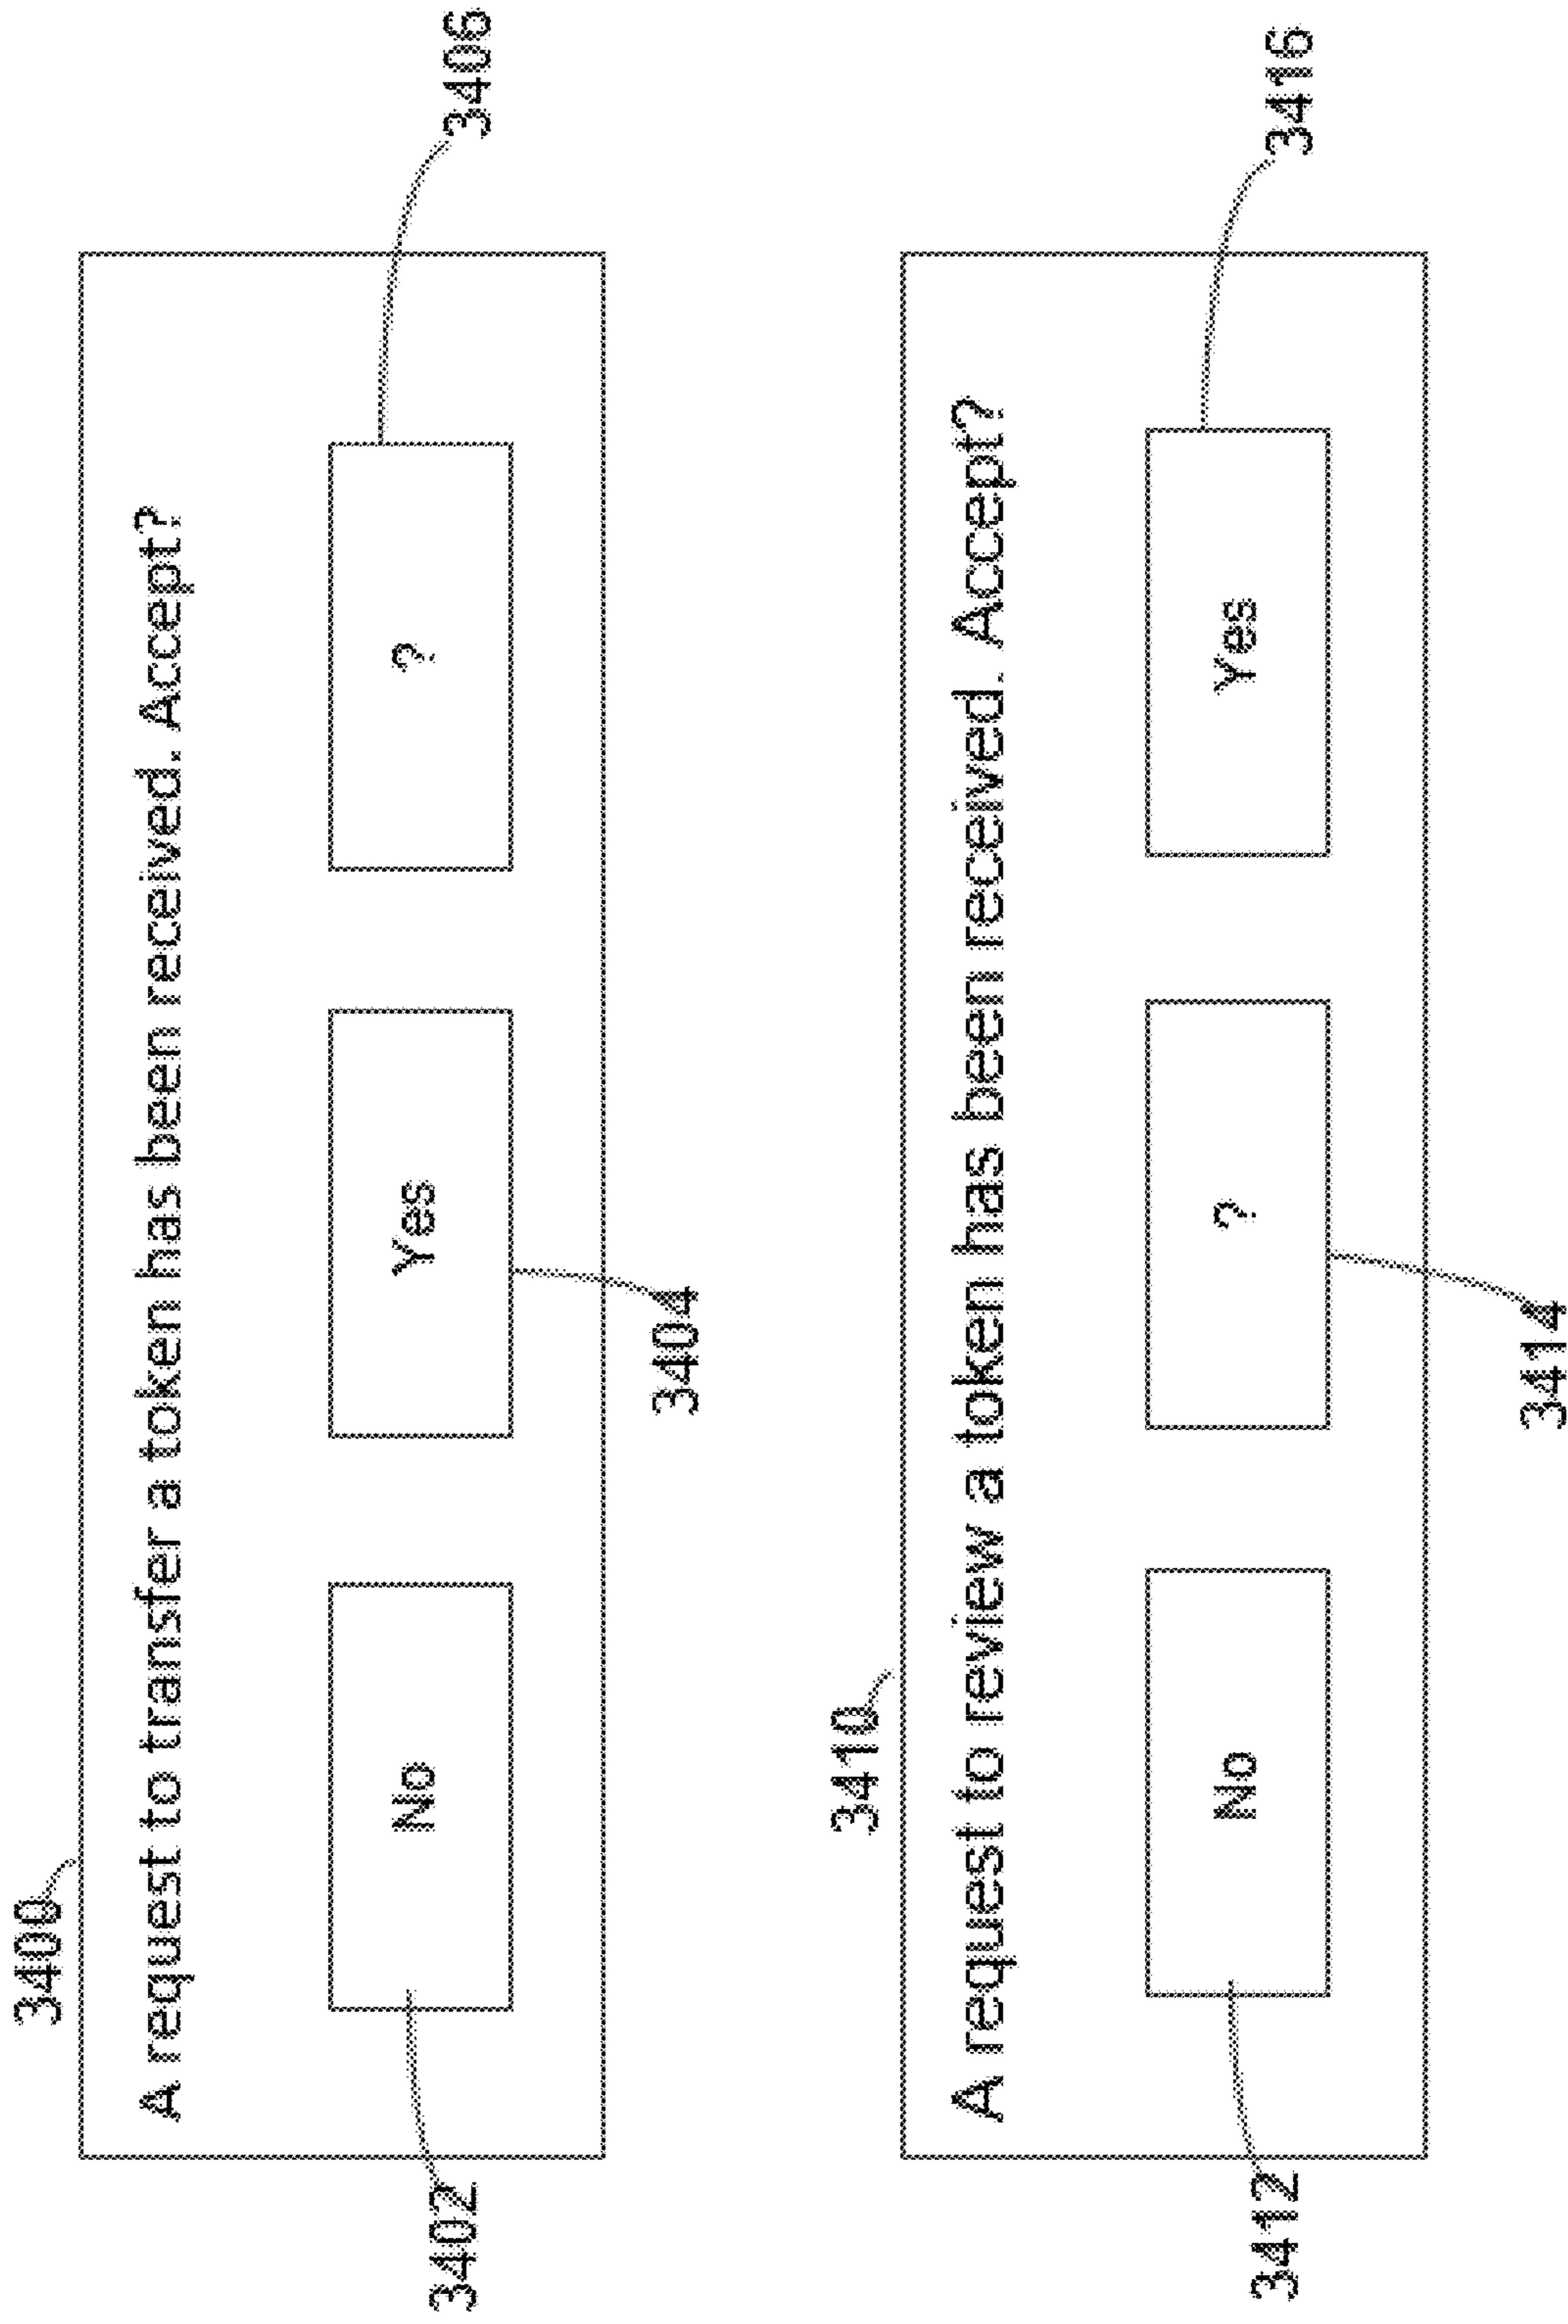 3400
A request to transfer a token has been received. Accept?
No
Yes
?
3402
3404
3406
3410
A request to review a token has been received. Accept?
No
?
Yes
3412
3414
3416